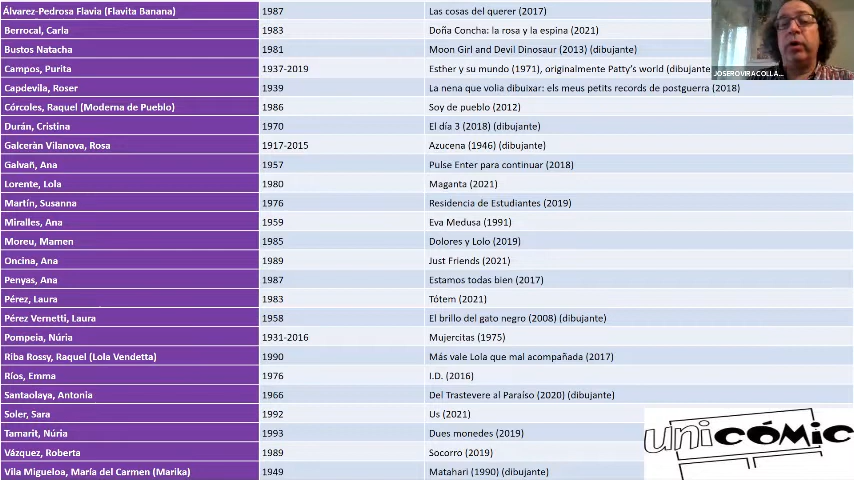 Álvarez-Pedrosa Flavia (Flavita Banana) 1987 Las cosas del querer (2017)
Berrocal, Carla 1983 Doña Concha: la rosa y la espina (2021)
Bustos Natacha 1981 Moon Girl and Devil Dinosaur (2013) (dibujante)
Campos, Purita 1937-2019 Esther y su mundo (1971), originalmente Patty's world (dibujante
JOSEROVIRACOLLA...
Capdevila, Roser 1939 La nena que volia dibuixar: els meus petits records de postguerra (2018)
Córcoles, Raquel (Moderna de Pueblo) 1986 Soy de pueblo (2012)
Durán, Cristina 1970 El día 3 (2018) (dibujante)
Galceràn Vilanova, Rosa 1917-2015 Azucena (1946) (dibujante)
Galvañ, Ana 1957 Pulse Enter para continuar (2018)
Lorente, Lola 1980 Maganta (2021)
Martín, Susanna 1976 Residencia de Estudiantes (2019)
Miralles, Ana 1959 Eva Medusa (1991)
Moreu, Mamen 1985 Dolores y Lolo (2019)
Oncina, Ana 1989 Just Friends (2021)
Penyas, Ana 1987 Estamos todas bien (2017)
Pérez, Laura 1983 Tótem (2021)
Pérez Vernetti, Laura 1958 El brillo del gato negro (2008) (dibujante)
Pompeia, Núria 1931-2016 Mujercitas (1975)
Riba Rossy, Raquel (Lola Vendetta) 1990 Más vale Lola que mal acompañada (2017)
Ríos, Emma 1976 I.D. (2016)
Santaolaya, Antonia 1966 Del Trastevere al Paraíso (2020) (dibujante)
Soler, Sara 1992 Us (2021)
Tamarit, Núria 1993 Dues monedes (2019)
unicómic
Vázquez, Roberta 1989 Socorro (2019)
Vila Migueloa, María del Carmen (Marika) 1949 Matahari (1990) (dibujante)